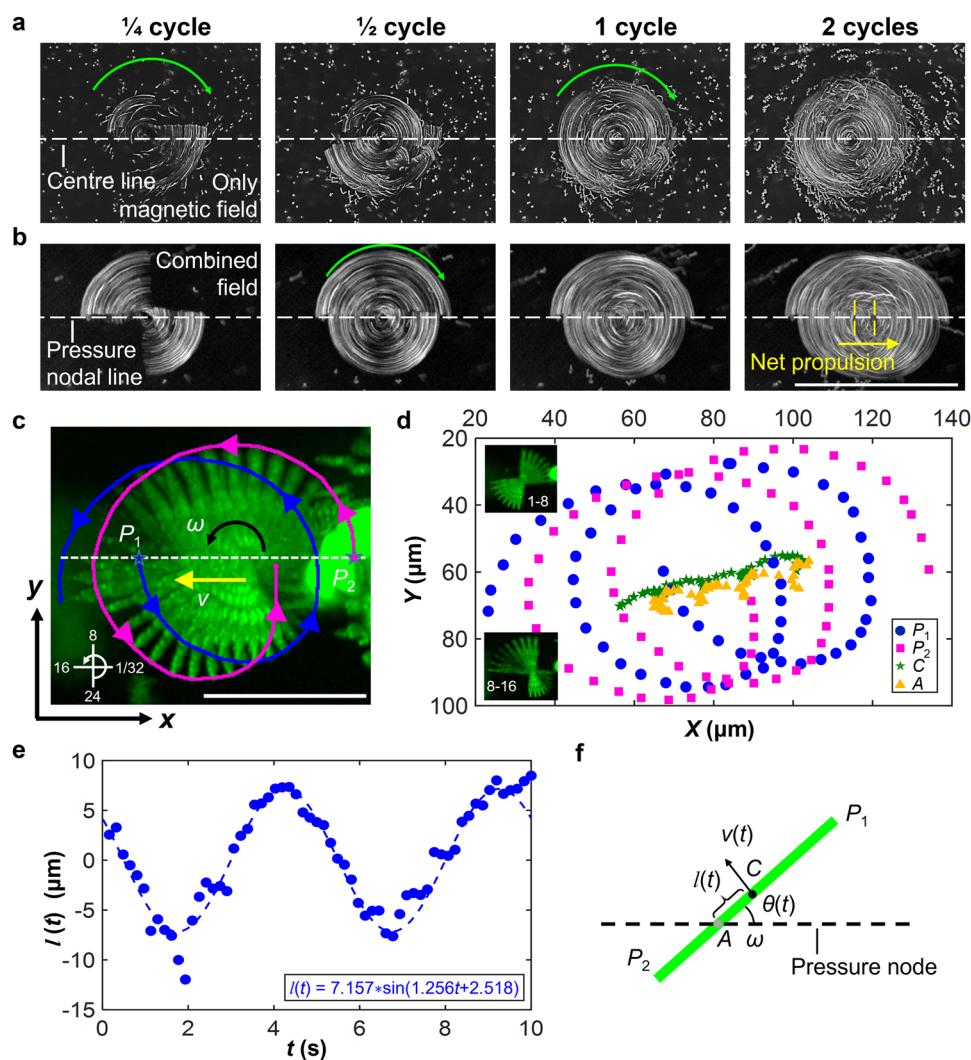 a
¼ cycle
½ cycle
1 cycle
2 cycles
Centre line
Only
magnetic field
b
Combined
field
Pressure
nodal line
Net propulsion
c
ω
P1
P2
v
y
x
8
16
1/32
24
d
20 40 60 80 100 120 140
20
40
60
80
100
Y (µm)
X (µm)
1-8
8-16
P1
P2
C
A
e
10
5
0
-5
-10
-15
l (t) (µm)
0 2 4 6 8 10
t (s)
l(t) = 7.157*sin(1.256t+2.518)
f
P1
v(t)
C
l(t)
θ(t)
A
ω
P2
Pressure node